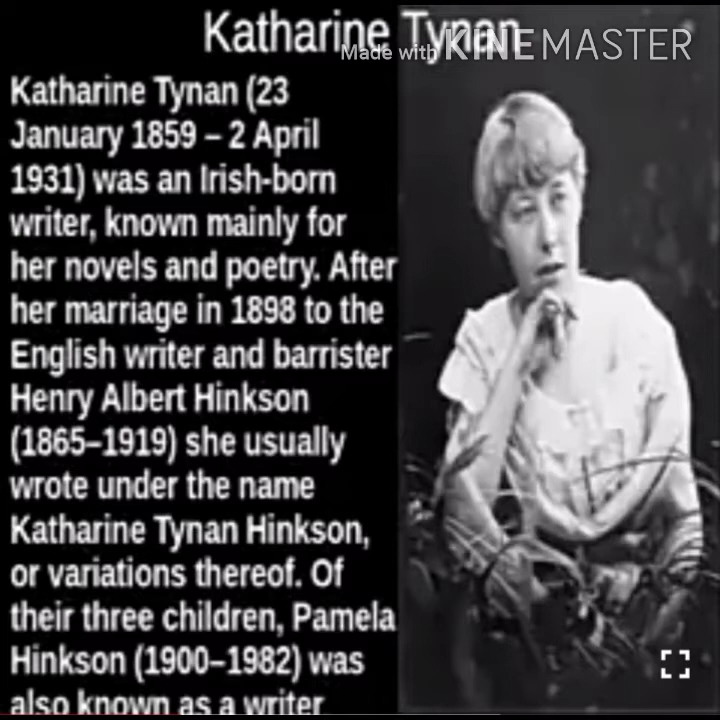 Katharine Tynan
Made with KINEMASTER
Katharine Tynan (23
January 1859 – 2 April
1931) was an Irish-born
writer, known mainly for
her novels and poetry. After
her marriage in 1898 to the
English writer and barrister
Henry Albert Hinkson
(1865–1919) she usually
wrote under the name
Katharine Tynan Hinkson,
or variations thereof. Of
their three children, Pamela
Hinkson (1900–1982) was
also known as a writer